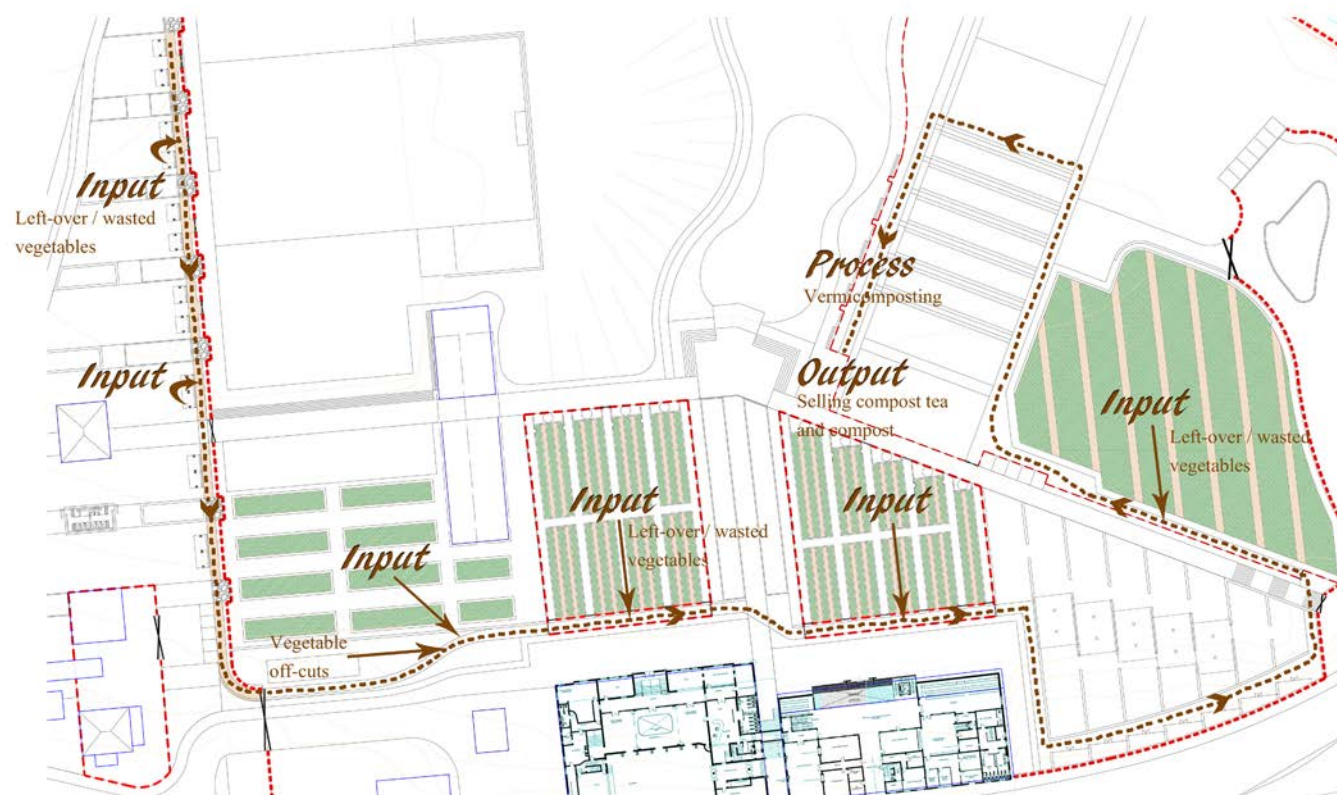 Input
Left-over / wasted
vegetables
Input
Process
Vermicomposting
Output
Selling compost tea
and compost
Input
Left-over / wasted
vegetables
Input
Left-over / wasted
vegetables
Input
Input
Vegetable
off-cuts